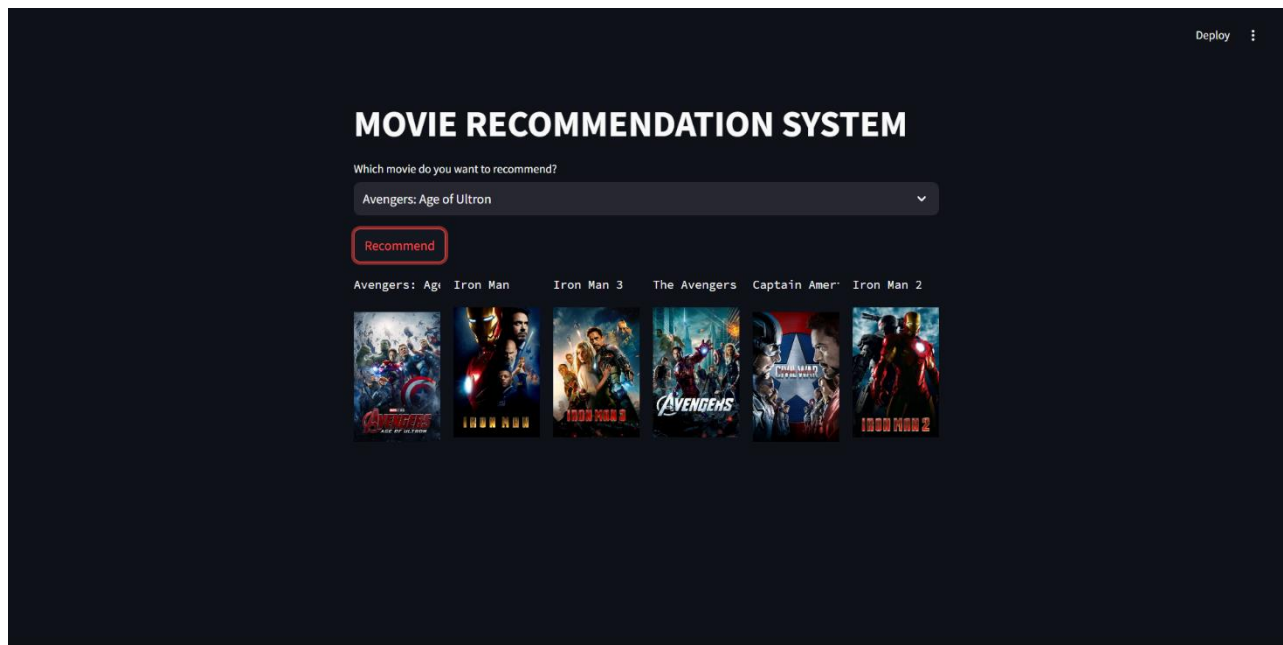 Deploy
MOVIE RECOMMENDATION SYSTEM
Which movie do you want to recommend?
Avengers: Age of Ultron
Recommend
Avengers: Ag Iron Man Iron Man 3 The Avengers Captain Amer Iron Man 2
AVENGERS
AGE OF ULTRON
IRON MAN
IRON MAN 3
AVENGERS
CIVIL WAR
IRON MAN 2